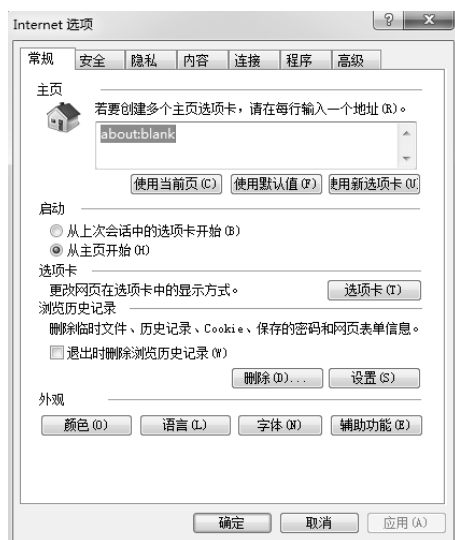 Internet 选项
常规 安全 隐私 内容 连接 程序 高级
主页
若要创建多个主页选项卡，请在每行输入一个地址(R)。
about:blank
使用当前页(C) 使用默认值(F) 使用新选项卡(U)
启动
从上次会话中的选项卡开始(B)
从主页开始(H)
选项卡
更改网页在选项卡中的显示方式。 选项卡(T)
浏览历史记录
删除临时文件、历史记录、Cookie、保存的密码和网页表单信息。
退出时删除浏览历史记录(W)
删除(D)... 设置(S)
外观
颜色(O) 语言(L) 字体(N) 辅助功能(E)
确定 取消 应用(A)